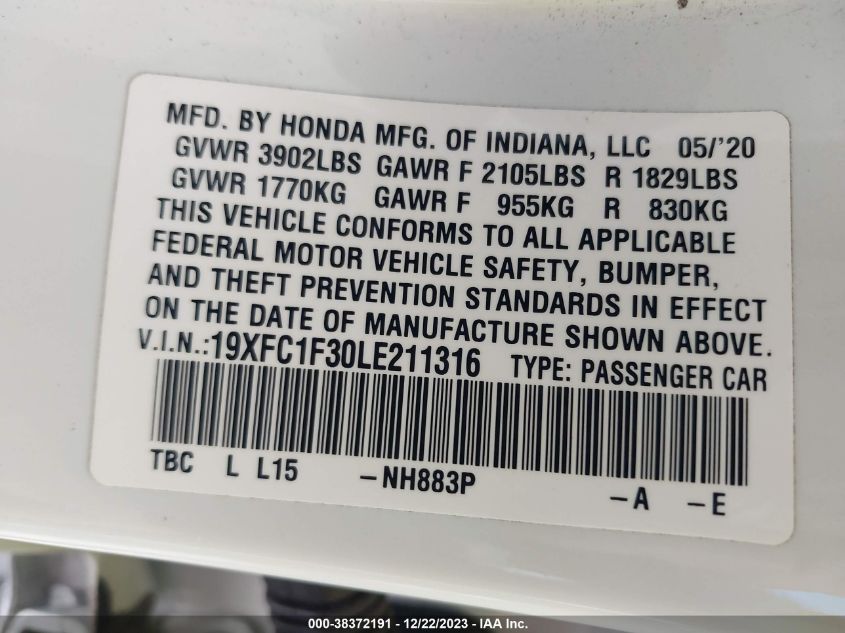 MFD. BY HONDA MFG. OF INDIANA, LLC 05/'20
GVWR 3902LBS GAWR F 2105LBS R 1829LBS
GVWR 1770KG GAWR F 955KG R 830KG
THIS VEHICLE CONFORMS TO ALL APPLICABLE
FEDERAL MOTOR VEHICLE SAFETY, BUMPER,
AND THEFT PREVENTION STANDARDS IN EFFECT
ON THE DATE OF MANUFACTURE SHOWN ABOVE.
V.I.N.:19XFC1F30LE211316 TYPE: PASSENGER CAR
TBC L L15 –NH883P –A –E
000-38372191 - 12/22/2023 - IAA Inc.